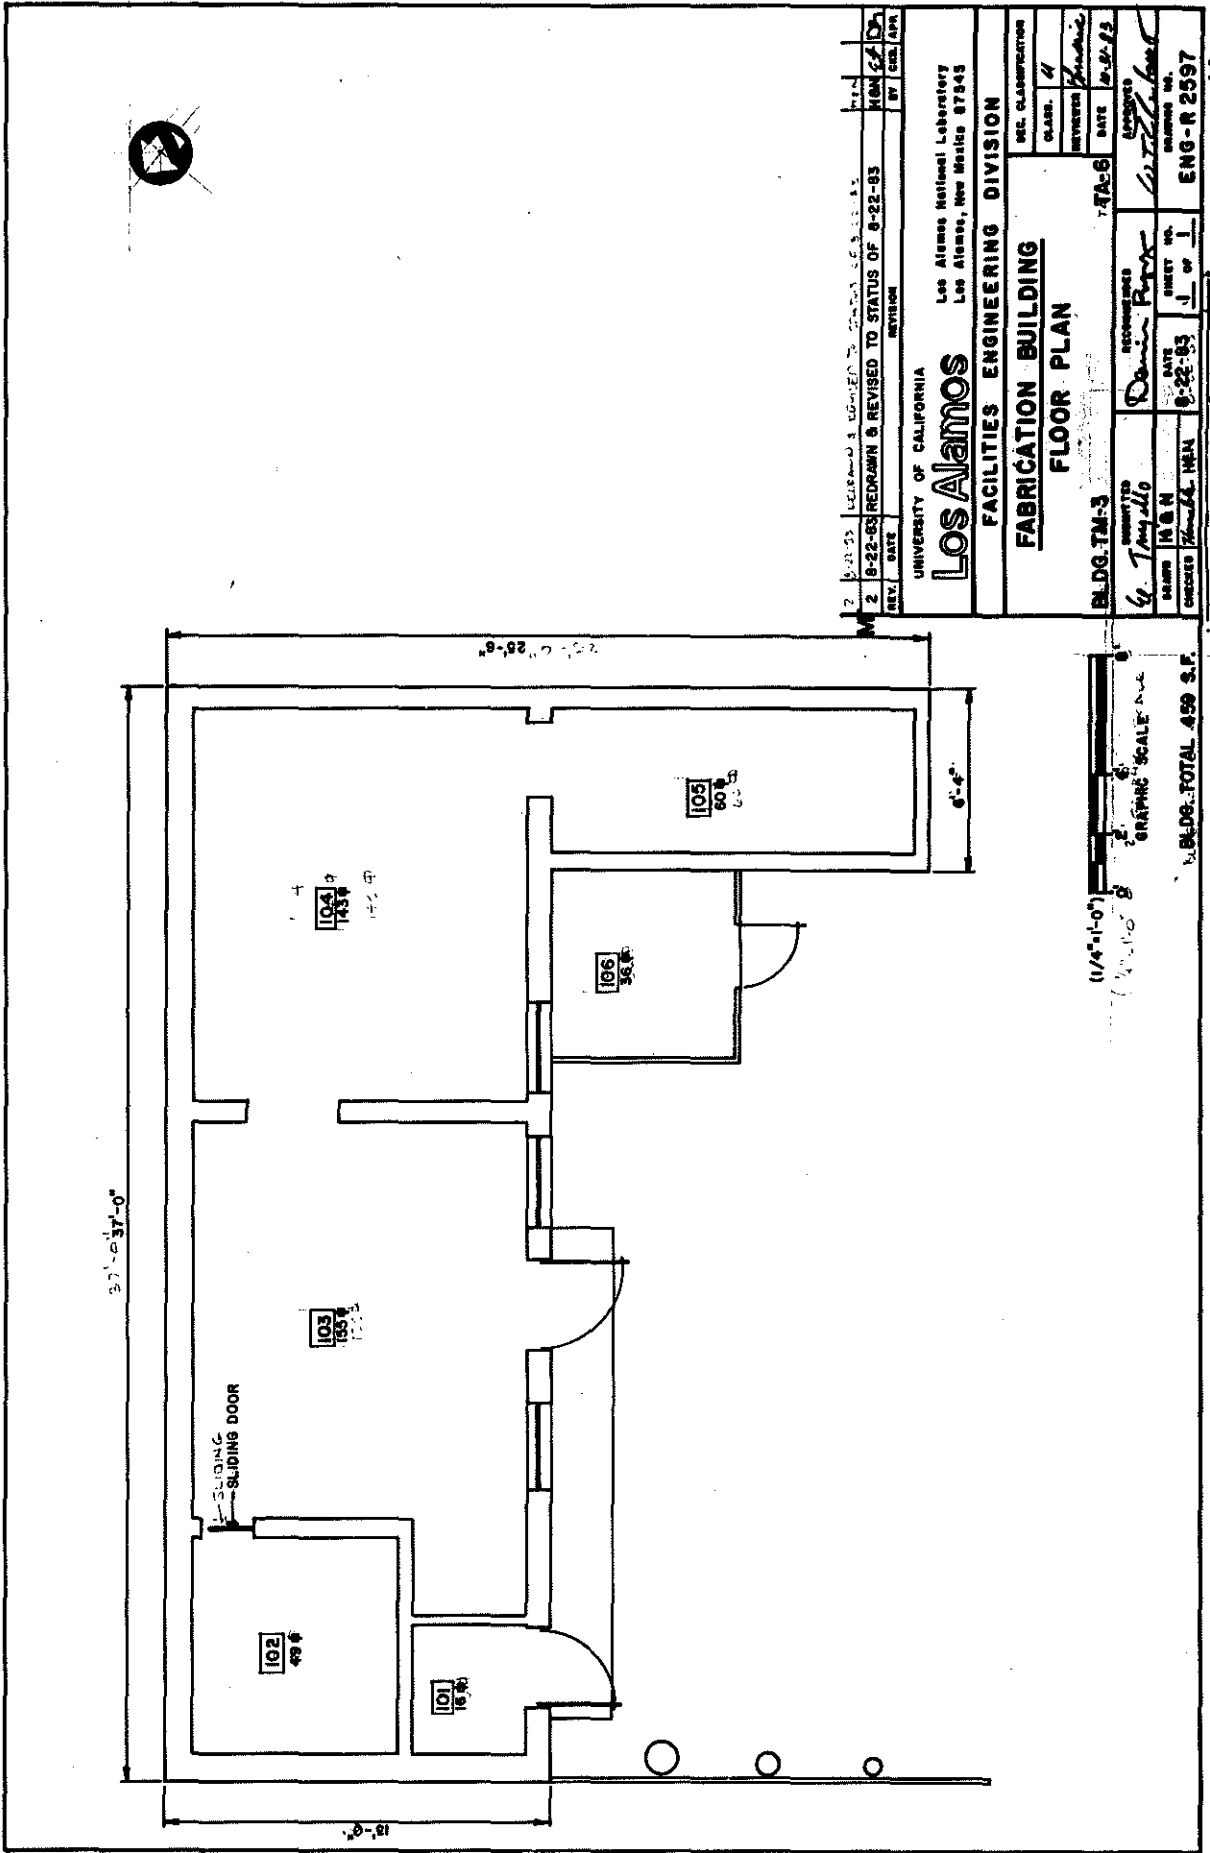 37'-0"
25'-6"
13'-0"
6'-4"
SLIDING DOOR
101
16
102
49
103
155
104
143
105
60
106
36
(1/4"=1'-0")
0' 2' 4' 8'
GRAPHIC SCALE
BLDG. TOTAL 459 S.F.
2 8-22-83 REDRAWN & REVISED TO STATUS OF 8-22-83 H&N
REV. DATE REVISION BY CKD. APR.
UNIVERSITY OF CALIFORNIA
Los Alamos
Los Alamos National Laboratory
Los Alamos, New Mexico 87545
FACILITIES ENGINEERING DIVISION
FABRICATION BUILDING
FLOOR PLAN
BLDG. TM-3 TA-6
SEC. CLASSIFICATION
CLASS. U
REVIEWER
DATE
SUBMITTED
RECOMMENDED
APPROVED
DRAWN H&N
CHECKED H&N
DATE
8-22-83
SHEET NO.
1 OF 1
DRAWING NO.
ENG-R 2597